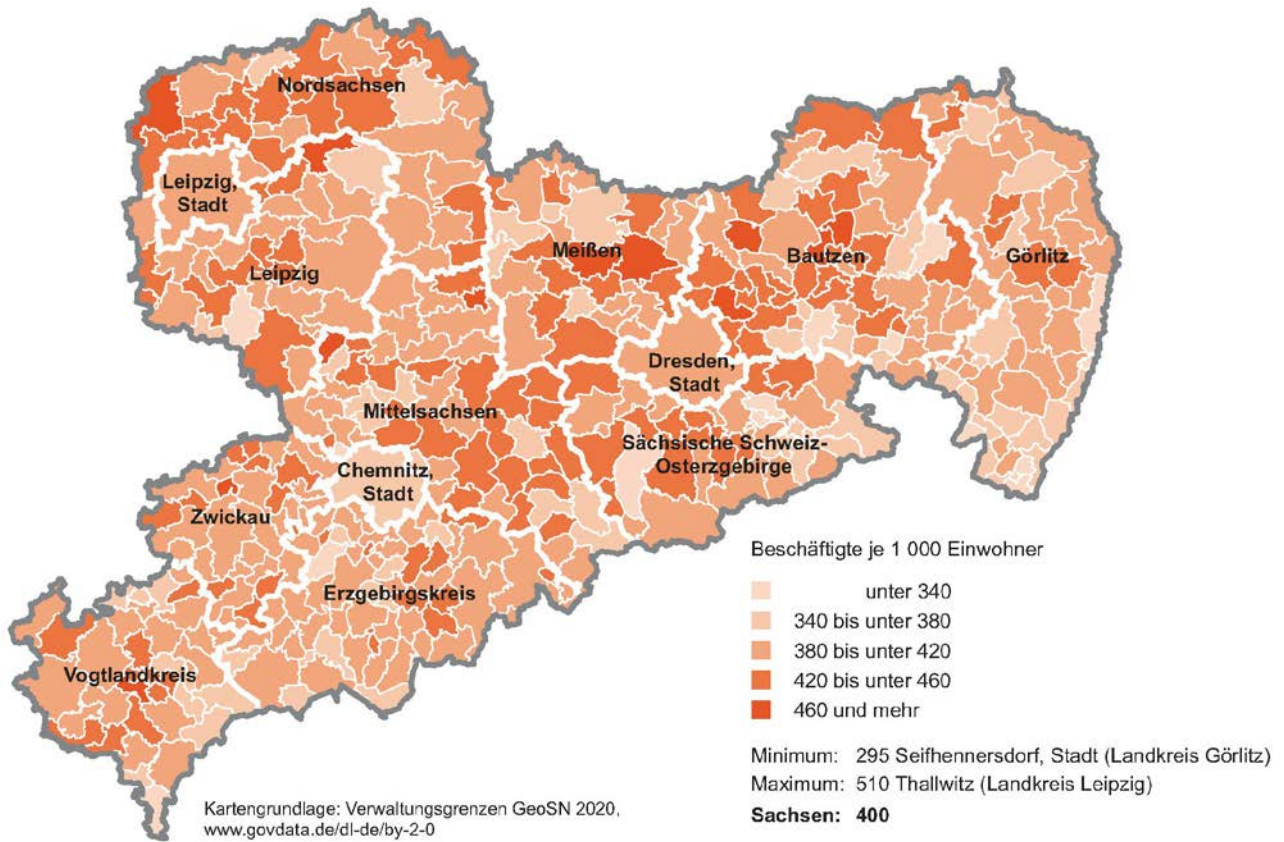 Nordsachsen
Leipzig,
Stadt
Leipzig
Meißen
Bautzen
Görlitz
Dresden,
Stadt
Mittelsachsen
Sächsische Schweiz-
Osterzgebirge
Chemnitz,
Stadt
Zwickau
Erzgebirgskreis
Vogtlandkreis
Beschäftigte je 1 000 Einwohner
unter 340
340 bis unter 380
380 bis unter 420
420 bis unter 460
460 und mehr
Minimum: 295 Seifhennersdorf, Stadt (Landkreis Görlitz)
Maximum: 510 Thallwitz (Landkreis Leipzig)
Sachsen: 400
Kartengrundlage: Verwaltungsgrenzen GeoSN 2020,
www.govdata.de/dl-de/by-2-0